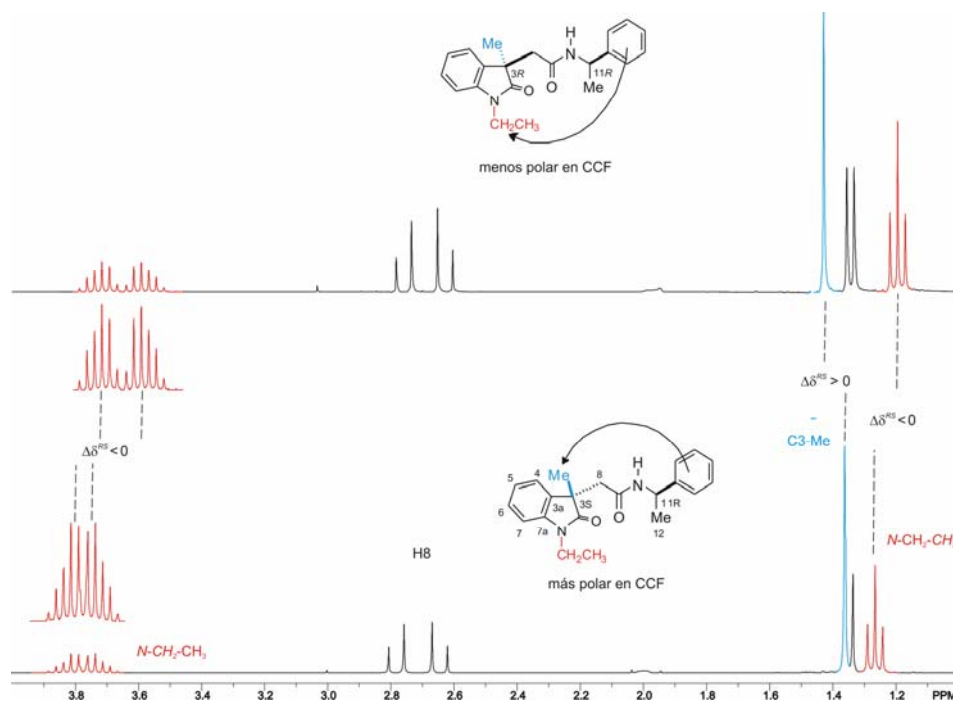 H
Me
N
3R
11R
O
O
Me
N
CH2CH3
menos polar en CCF
Δδ^RS > 0
Δδ^RS < 0
Δδ^RS < 0
C3-Me
Me
H
4
8
N
5
3a
3S
11R
6
O
O
Me
7
7a
N
12
CH2CH3
H8
N-CH2-CH3
más polar en CCF
N-CH2-CH3
3.8 3.6 3.4 3.2 3.0 2.8 2.6 2.4 2.2 2.0 1.8 1.6 1.4 1.2 PPM